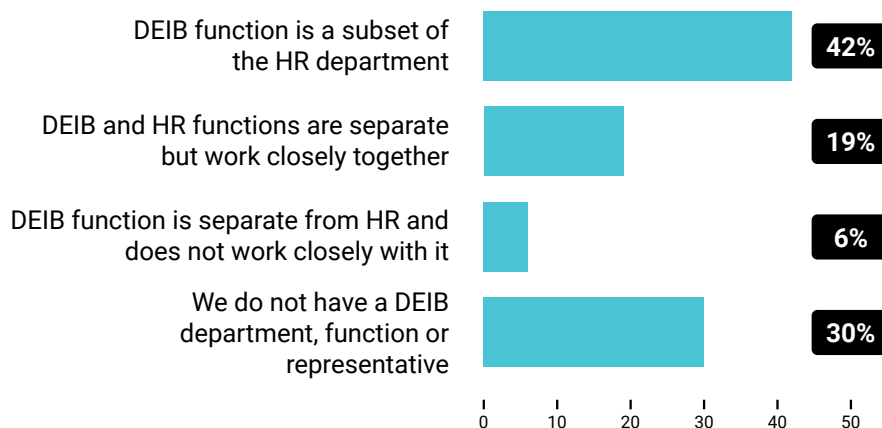 DEIB function is a subset of
the HR department
42%
DEIB and HR functions are separate
but work closely together
19%
DEIB function is separate from HR and
does not work closely with it
6%
We do not have a DEIB
department, function or
representative
30%
0 10 20 30 40 50